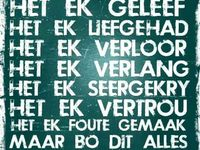 HET EK GELEEF
HET EK LIEFGEHAD
HET EK VERLOOR
HET EK VERLANG
HET EK SEERGEKRY
HET EK VERTROU
HET EK FOUTE GEMAAK
MAAR BO DIT ALLES